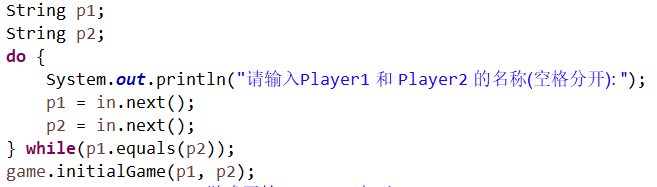 String p1;
String p2;
do {
System.out.println("请输入Player1 和 Player2 的名称(空格分开): ");
p1 = in.next();
p2 = in.next();
} while(p1.equals(p2));
game.initialGame(p1, p2);